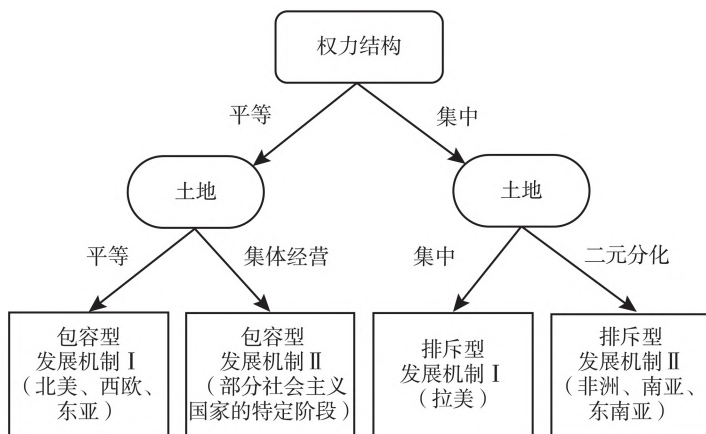 权力结构
平等
集中
土地
土地
平等
集体经营
集中
二元分化
包容型
发展机制Ⅰ
（北美、西欧、
东亚）
包容型
发展机制Ⅱ
（部分社会主义
国家的特定阶段）
排斥型
发展机制Ⅰ
（拉美）
排斥型
发展机制Ⅱ
（非洲、南亚、
东南亚）